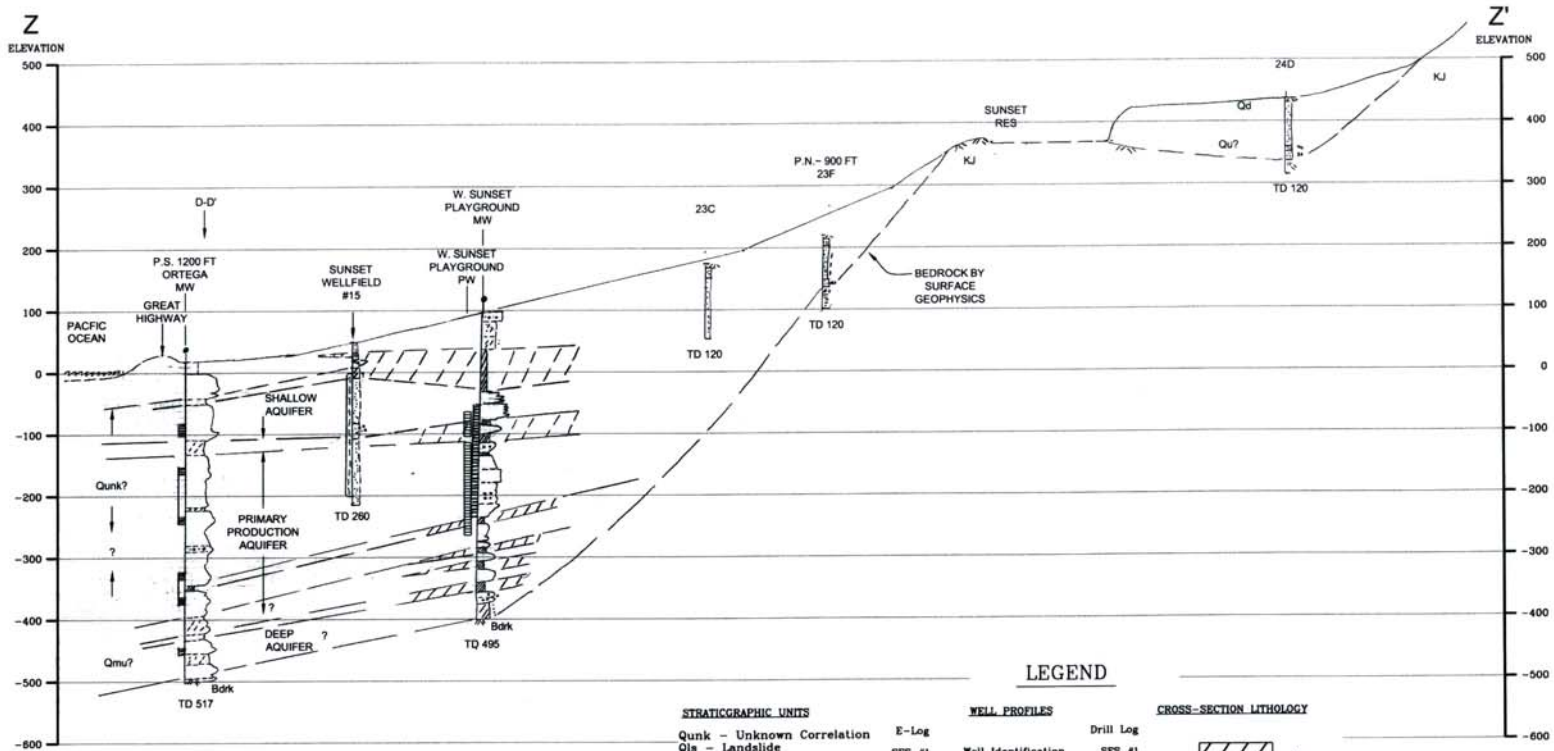 Z
ELEVATION
500
400
300
200
100
0
-100
-200
-300
-400
-500
-600
Z'
ELEVATION
500
400
300
200
100
0
-100
-200
-300
-400
-500
-600
PACFIC
OCEAN
GREAT
HIGHWAY
D-D'
P.S. 1200 FT
ORTEGA
MW
SUNSET
WELLFIELD
#15
W. SUNSET
PLAYGROUND
MW
W. SUNSET
PLAYGROUND
PW
23C
P.N.- 900 FT
23F
SUNSET
RES
24D
KJ
KJ
Qd
Qu?
TD 120
TD 120
TD 120
BEDROCK BY
SURFACE
GEOPHYSICS
SHALLOW
AQUIFER
Qunk?
?
PRIMARY
PRODUCTION
AQUIFER
?
DEEP
AQUIFER
?
Qmu?
TD 260
Bdrk
TD 495
Bdrk
TD 517
LEGEND
STRATICGRAPHIC UNITS
Qunk - Unknown Correlation
Qls - Landslide
WELL PROFILES
E-Log
Drill Log
Well Identification
CROSS-SECTION LITHOLOGY